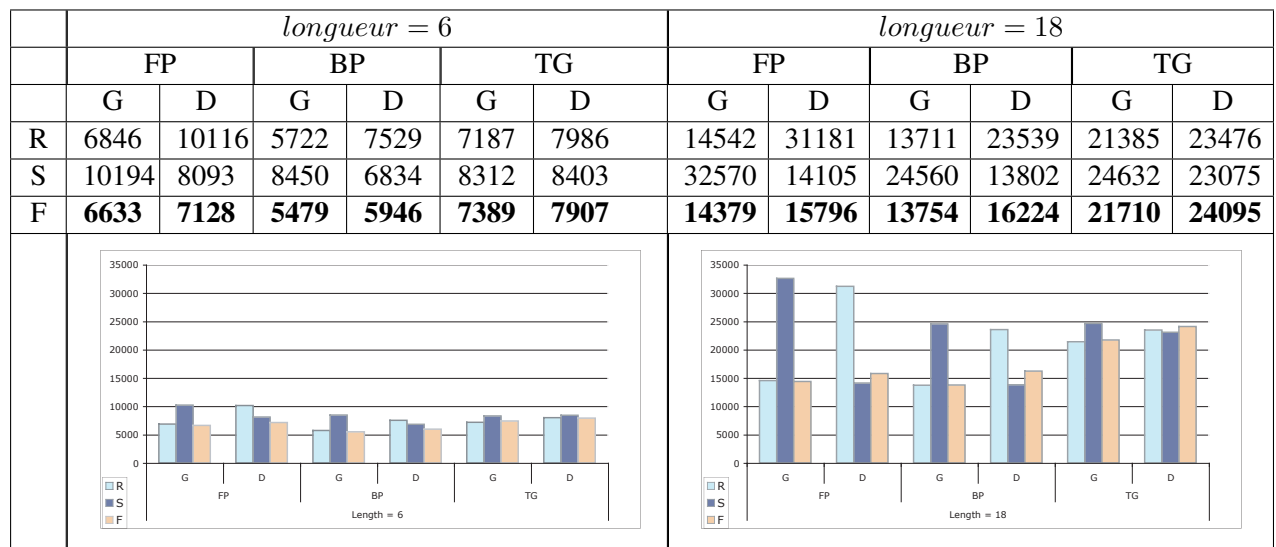 longueur = 6 longueur = 18
FP BP TG FP BP TG
G D G D G D G D G D G D
R 6846 10116 5722 7529 7187 7986 14542 31181 13711 23539 21385 23476
S 10194 8093 8450 6834 8312 8403 32570 14105 24560 13802 24632 23075
F 6633 7128 5479 5946 7389 7907 14379 15796 13754 16224 21710 24095
35000
30000
25000
20000
15000
10000
5000
0
G D G D G D
FP BP TG
Length = 6
R
S
F
35000
30000
25000
20000
15000
10000
5000
0
G D G D G D
FP BP TG
Length = 18
R
S
F